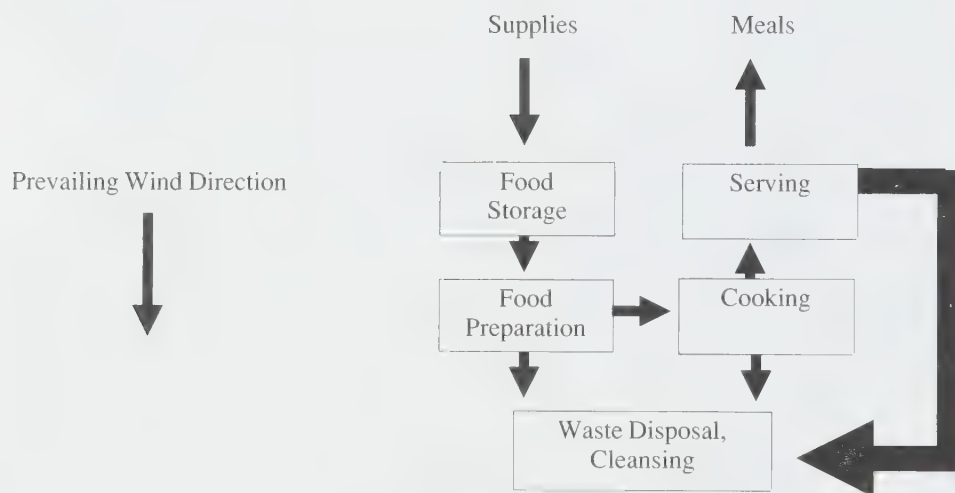 Supplies
Meals
Prevailing Wind Direction
Food
Storage
Serving
Food
Preparation
Cooking
Waste Disposal,
Cleansing